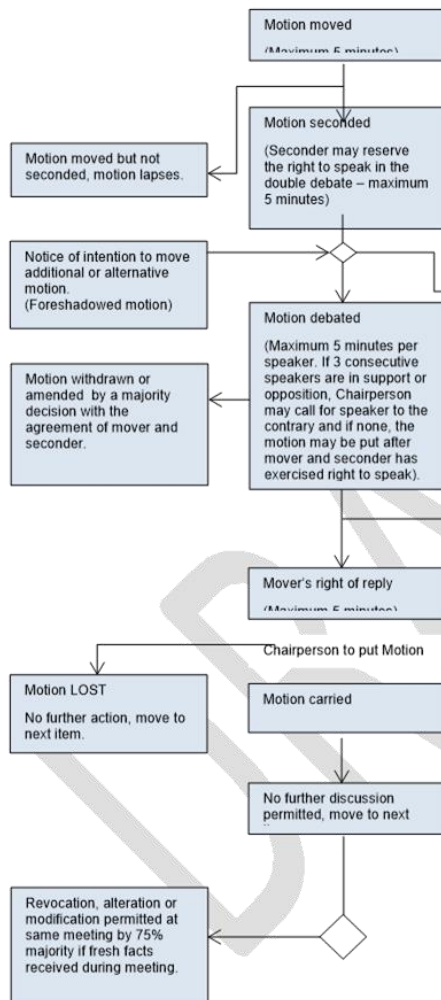 Motion moved
(Maximum 5 minutes)
Motion seconded
(Seconder may reserve
the right to speak in the
double debate – maximum
5 minutes)
Motion moved but not
seconded, motion lapses.
Notice of intention to move
additional or alternative
motion.
(Foreshadowed motion)
Motion debated
(Maximum 5 minutes per
speaker. If 3 consecutive
speakers are in support or
opposition, Chairperson
may call for speaker to the
contrary and if none, the
motion may be put after
mover and seconder has
exercised right to speak).
Motion withdrawn or
amended by a majority
decision with the
agreement of mover and
seconder.
Mover's right of reply
(Maximum 5 minutes)
Chairperson to put Motion
Motion LOST
No further action, move to
next item.
Motion carried
No further discussion
permitted, move to next
Revocation, alteration or
modification permitted at
same meeting by 75%
majority if fresh facts
received during meeting.